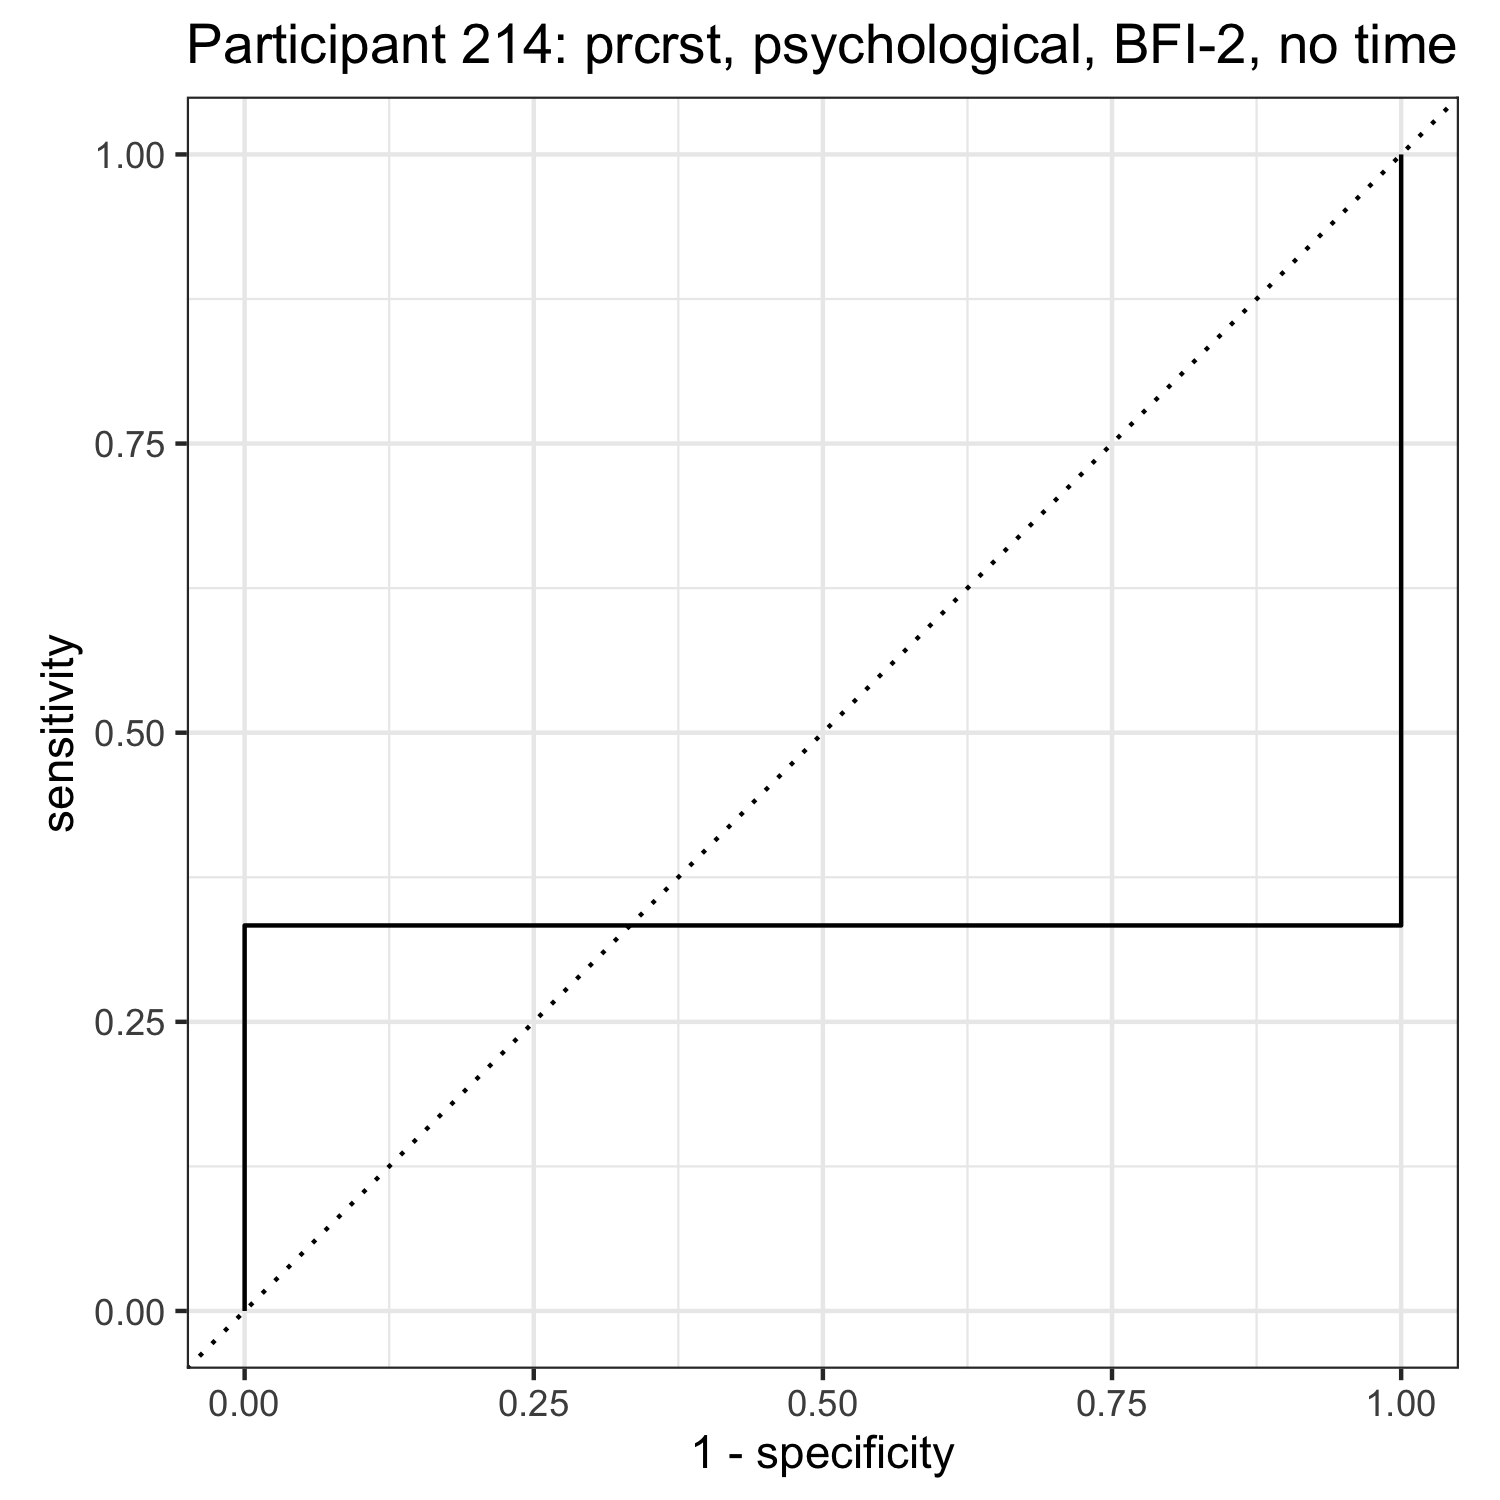 Participant 214: prcrst, psychological, BFI-2, no time
1.00
0.75
0.50
0.25
0.00
sensitivity
0.00 0.25 0.50 0.75 1.00
1 - specificity